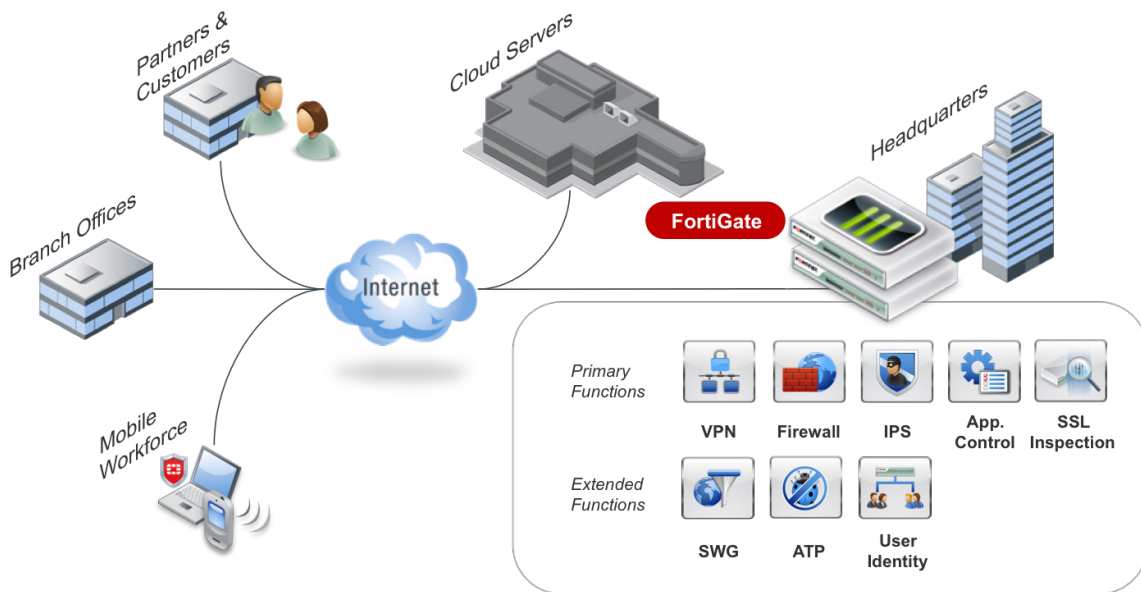 Partners &
Customers
Cloud Servers
Headquarters
Branch Offices
FortiGate
Internet
Mobile
Workforce
Primary
Functions
VPN
Firewall
IPS
App.
Control
SSL
Inspection
Extended
Functions
SWG
ATP
User
Identity